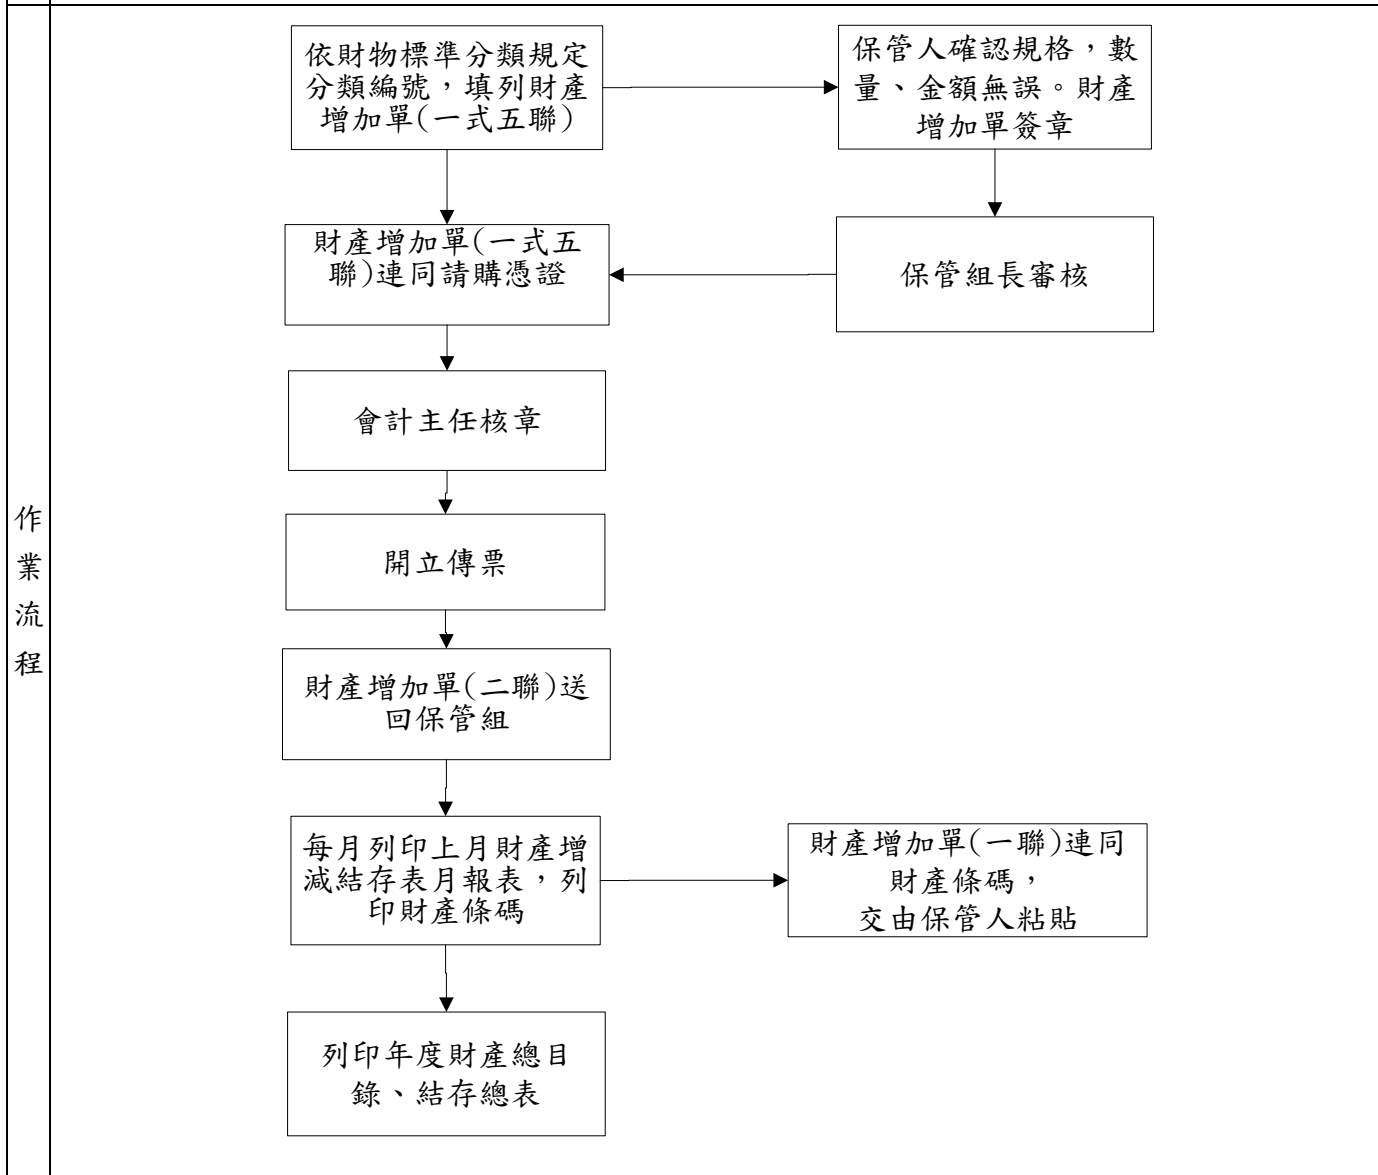 依財物標準分類規定
分類編號，填列財產
增加單(一式五聯)
保管人確認規格，數
量、金額無誤。財產
增加單簽章
財產增加單(一式五
聯)連同請購憑證
保管組長審核
會計主任核章
開立傳票
財產增加單(二聯)送
回保管組
每月列印上月財產增
減結存表月報表，列
印財產條碼
財產增加單(一聯)連同
財產條碼，
交由保管人粘貼
列印年度財產總目
錄、結存總表
作
業
流
程